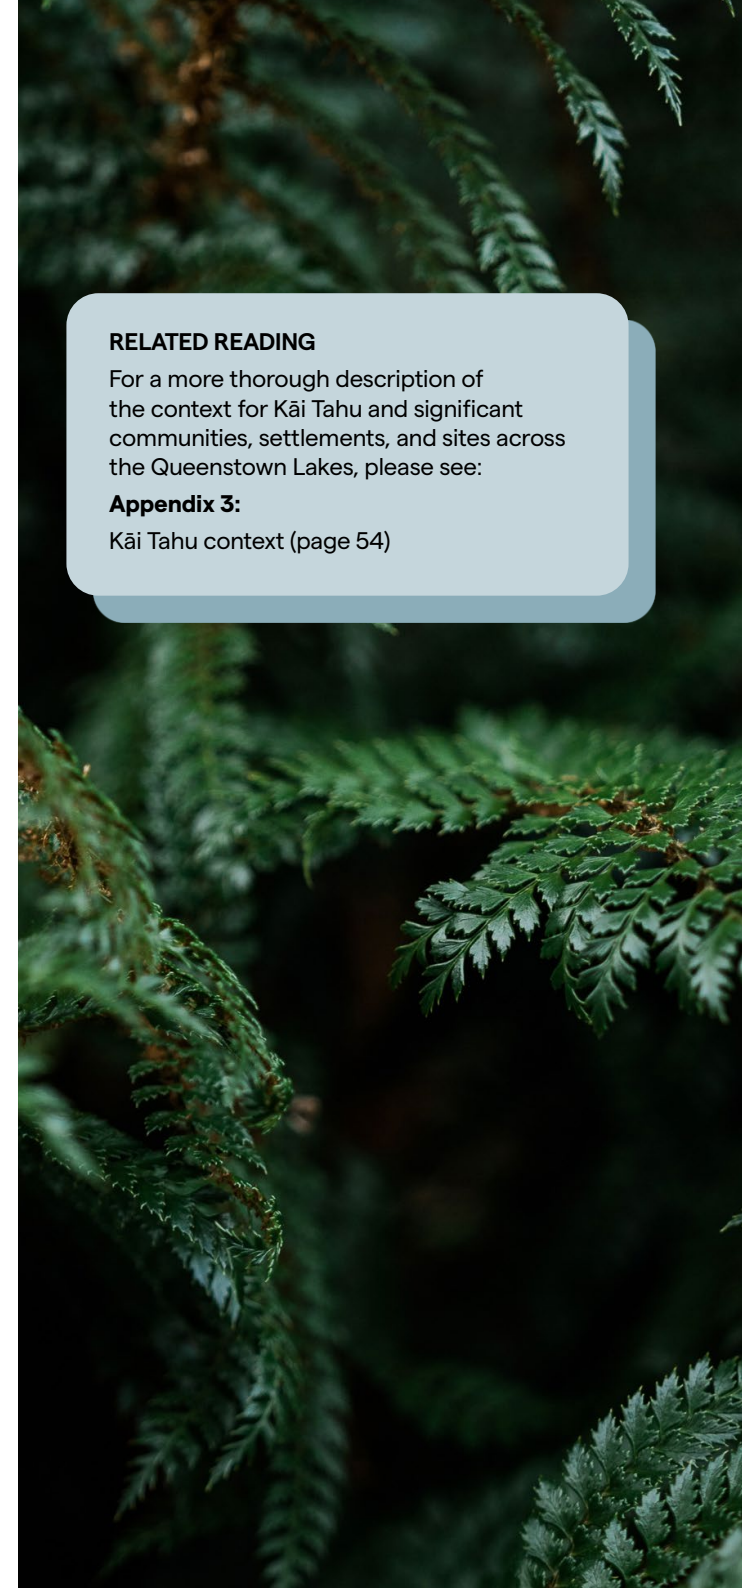 RELATED READING
For a more thorough description of
the context for Kāi Tahu and significant
communities, settlements, and sites across
the Queenstown Lakes, please see:
Appendix 3:
Kāi Tahu context (page 54)